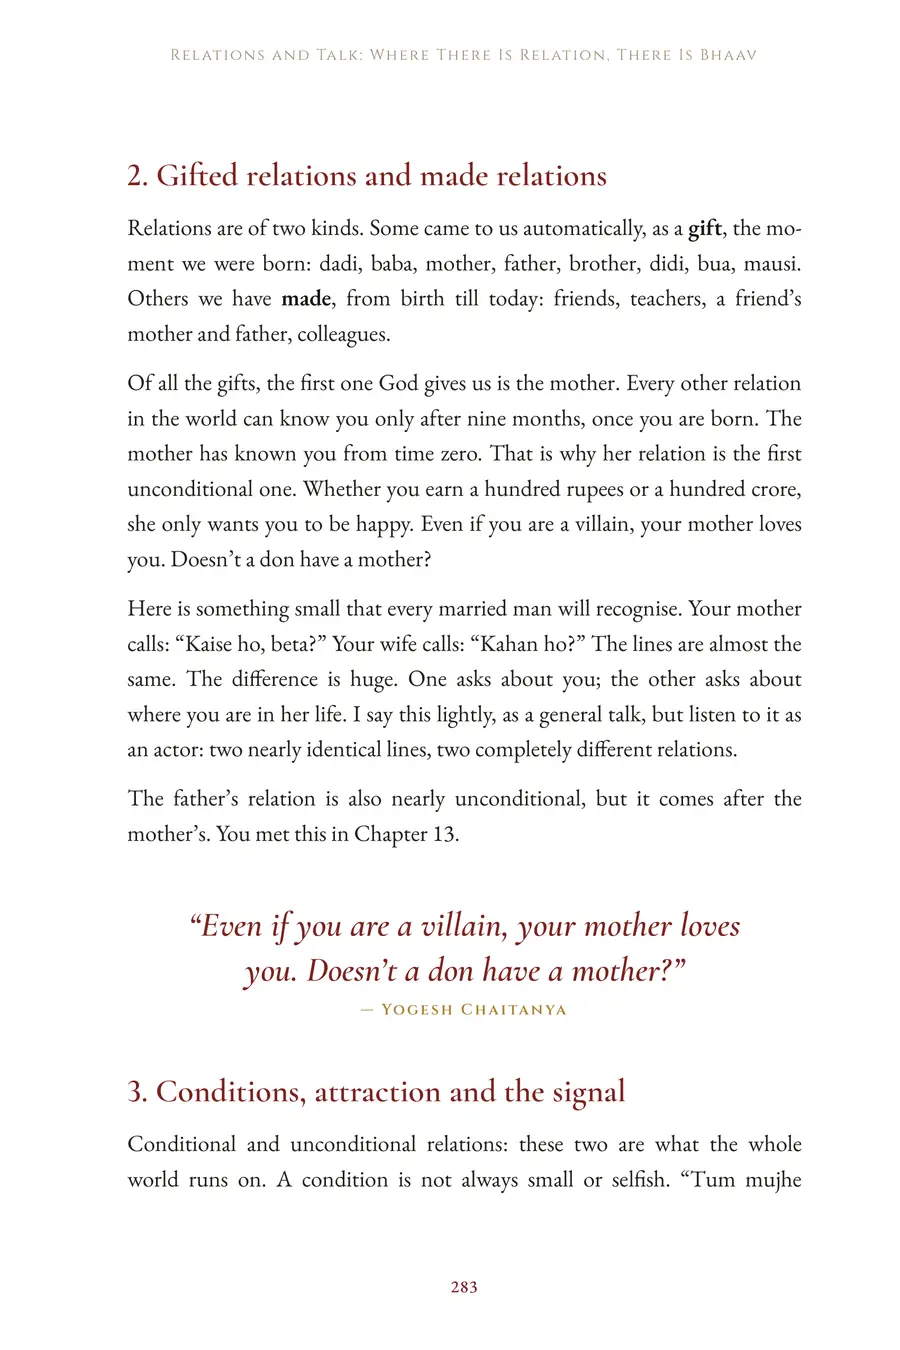 Relations and Talk: Where There Is Relation, There Is Bhaav
2. Gifted relations and made relations
Relations are of two kinds. Some came to us automatically, as a gift, the mo-
ment we were born: dadi, baba, mother, father, brother, didi, bua, mausi.
Others we have made, from birth till today: friends, teachers, a friend’s
mother and father, colleagues.
Of all the gifts, the first one God gives us is the mother. Every other relation
in the world can know you only after nine months, once you are born. The
mother has known you from time zero. That is why her relation is the first
unconditional one. Whether you earn a hundred rupees or a hundred crore,
she only wants you to be happy. Even if you are a villain, your mother loves
you. Doesn’t a don have a mother?
Here is something small that every married man will recognise. Your mother
calls: “Kaise ho, beta?” Your wife calls: “Kahan ho?” The lines are almost the
same. The difference is huge. One asks about you; the other asks about
where you are in her life. I say this lightly, as a general talk, but listen to it as
an actor: two nearly identical lines, two completely different relations.
The father’s relation is also nearly unconditional, but it comes after the
mother’s. You met this in Chapter 13.
“Even if you are a villain, your mother loves
you. Doesn’t a don have a mother?”
— Yogesh Chaitanya
3. Conditions, attraction and the signal
Conditional and unconditional relations: these two are what the whole
world runs on. A condition is not always small or selfish. “Tum mujhe
283